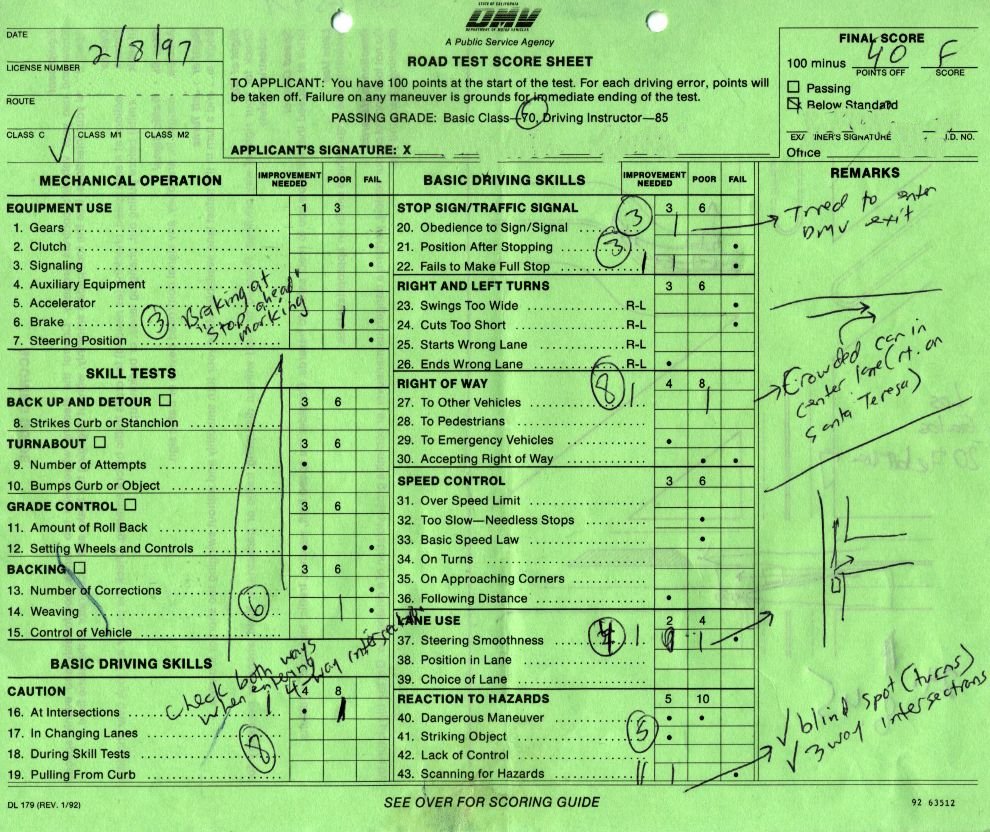 STATE OF CALIFORNIA
DMV
DEPARTMENT OF MOTOR VEHICLES
A Public Service Agency
ROAD TEST SCORE SHEET
DATE
2/8/97
LICENSE NUMBER
ROUTE
CLASS C CLASS M1 CLASS M2
TO APPLICANT: You have 100 points at the start of the test. For each driving error, points will
be taken off. Failure on any maneuver is grounds for immediate ending of the test.
PASSING GRADE: Basic Class—70, Driving Instructor—85
APPLICANT'S SIGNATURE: X
FINAL SCORE
100 minus 40 F
POINTS OFF SCORE
Passing
Below Standard
EX INER'S SIGNATURE I.D. NO.
Office
MECHANICAL OPERATION IMPROVEMENT NEEDED POOR FAIL
EQUIPMENT USE 1 3
1. Gears
2. Clutch
3. Signaling
4. Auxiliary Equipment
5. Accelerator
6. Brake 3
7. Steering Position
Braking at
"stop ahead"
marking
SKILL TESTS
BACK UP AND DETOUR 3 6
8. Strikes Curb or Stanchion
TURNABOUT 3 6
9. Number of Attempts
10. Bumps Curb or Object
GRADE CONTROL 3 6
11. Amount of Roll Back
12. Setting Wheels and Controls
BACKING 3 6
13. Number of Corrections
14. Weaving 6
15. Control of Vehicle
BASIC DRIVING SKILLS
check both ways
when entering
4-way intersection
CAUTION 4 8
16. At Intersections
17. In Changing Lanes
18. During Skill Tests 8
19. Pulling From Curb
BASIC DRIVING SKILLS IMPROVEMENT NEEDED POOR FAIL
STOP SIGN/TRAFFIC SIGNAL 3 3 6
20. Obedience to Sign/Signal
21. Position After Stopping 3
22. Fails to Make Full Stop
RIGHT AND LEFT TURNS 3 6
23. Swings Too Wide R-L
24. Cuts Too Short R-L
25. Starts Wrong Lane R-L
26. Ends Wrong Lane R-L
RIGHT OF WAY 8 4 8
27. To Other Vehicles
28. To Pedestrians
29. To Emergency Vehicles
30. Accepting Right of Way
SPEED CONTROL 3 6
31. Over Speed Limit
32. Too Slow—Needless Stops
33. Basic Speed Law
34. On Turns
35. On Approaching Corners
36. Following Distance
LANE USE 2 4
37. Steering Smoothness 4
38. Position in Lane
39. Choice of Lane
REACTION TO HAZARDS 5 10
40. Dangerous Maneuver
41. Striking Object 5
42. Lack of Control
43. Scanning for Hazards
REMARKS
Tried to enter
DMV exit
Crowded car in
center lane (rt. on
Santa Teresa)
✓ blind spot (turns)
✓ 3 way intersections
DL 179 (REV. 1/92)
SEE OVER FOR SCORING GUIDE
92 63512